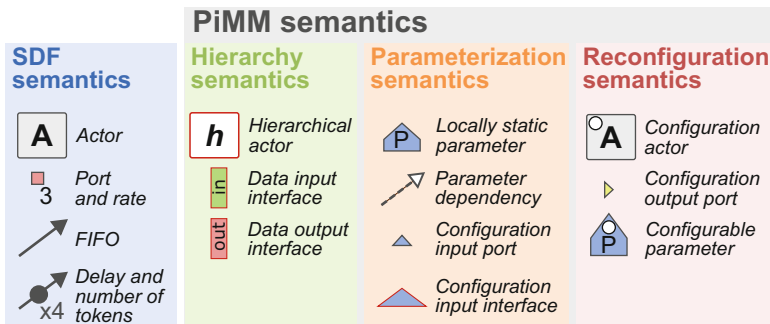 PiMM semantics
SDF
semantics
A
Actor
3
Port
and rate
FIFO
x4
Delay and
number of
tokens
Hierarchy
semantics
h
Hierarchical
actor
in
Data input
interface
out
Data output
interface
Parameterization
semantics
P
Locally static
parameter
Parameter
dependency
Configuration
input port
Configuration
input interface
Reconfiguration
semantics
A
Configuration
actor
Configuration
output port
P
Configurable
parameter